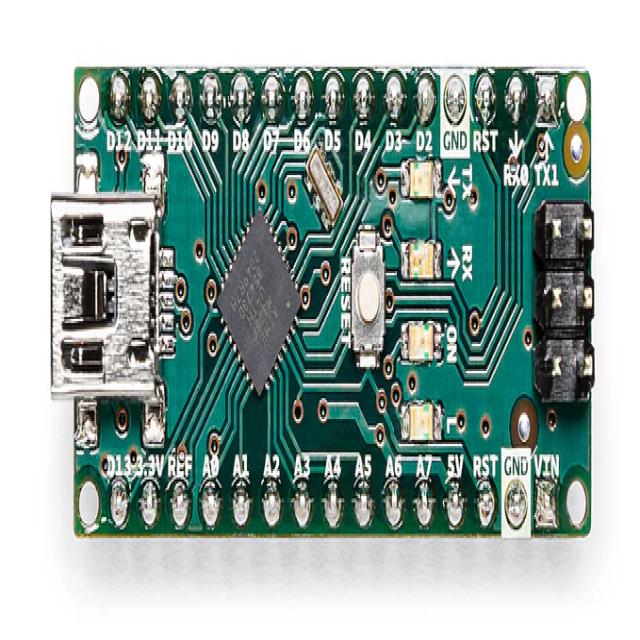 D12 D11 D10 D9 D8 D7 D6 D5 D4 D3 D2 GND RST RX0 TX1
TX
RX
RESET
ON
L
D13 3.3V REF A0 A1 A2 A3 A4 A5 A6 A7 5V RST GND VIN